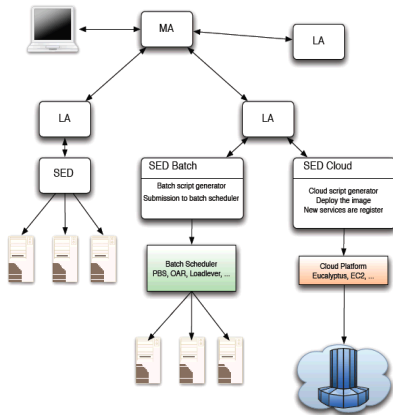 MA
LA
LA
LA
SED
SED Batch
Batch script generator
Submission to batch scheduler
SED Cloud
Cloud script generator
Deploy the image
New services are register
Batch Scheduler
PBS, OAR, Loadlever, ...
Cloud Platform
Eucalyptus, EC2, ...